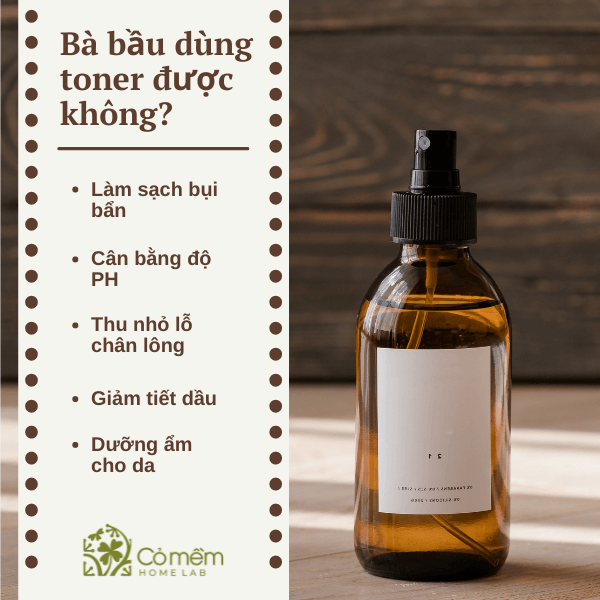 Bà bầu dùng
toner được
không?
• Làm sạch bụi
bẩn
• Cân bằng độ
PH
• Thu nhỏ lỗ
chân lông
• Giảm tiết dầu
• Dưỡng ẩm
cho da
Cỏ mềm
HOME LAB